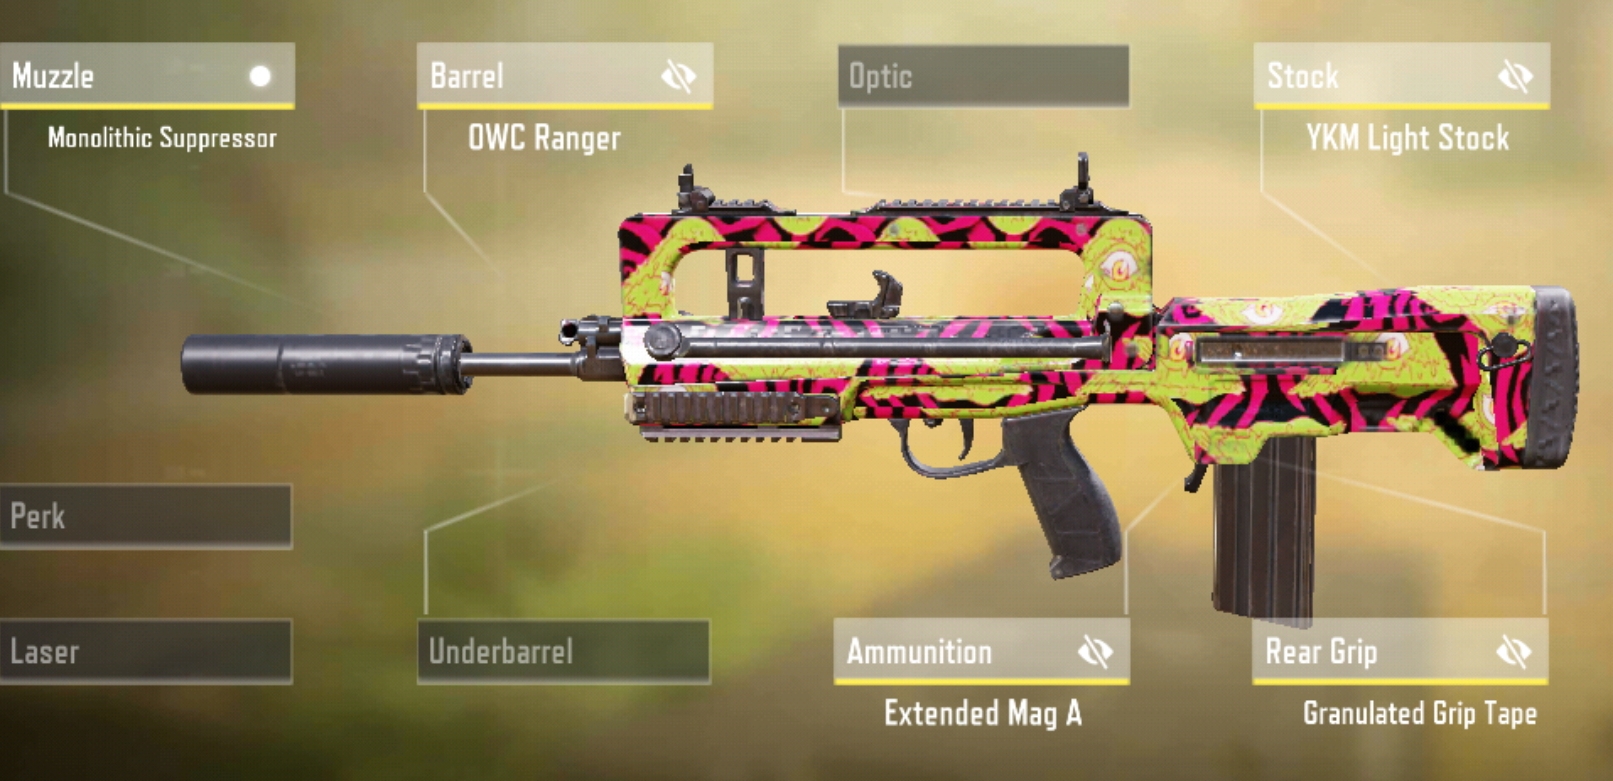 Muzzle
Monolithic Suppressor
Barrel
OWC Ranger
Optic
Stock
YKM Light Stock
Perk
Laser
Underbarrel
Ammunition
Extended Mag A
Rear Grip
Granulated Grip Tape